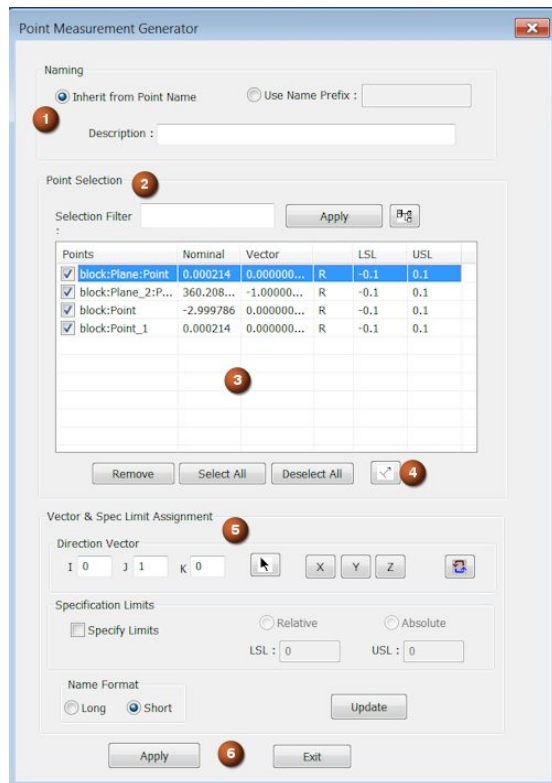 Point Measurement Generator
Naming
Inherit from Point Name
Use Name Prefix :
1
Description :
Point Selection
2
Selection Filter
:
Apply
Points Nominal Vector LSL USL
block:Plane:Point 0.000214 0.000000... R -0.1 0.1
block:Plane_2:P... 360.208... -1.00000... R -0.1 0.1
block:Point -2.999786 0.000000... R -0.1 0.1
block:Point_1 0.000214 0.000000... R -0.1 0.1
3
Remove Select All Deselect All
4
Vector & Spec Limit Assignment
5
Direction Vector
I 0 J 1 K 0 X Y Z
Specification Limits
Specify Limits
Relative
Absolute
LSL : 0 USL : 0
Name Format
Long Short
Update
Apply
6
Exit